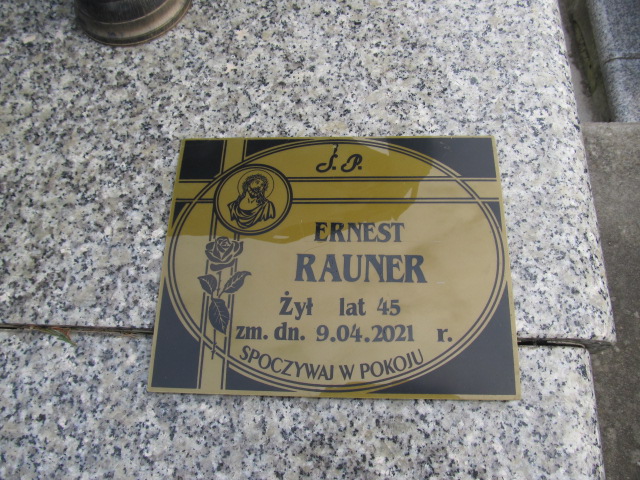 Ś. P.
ERNEST
RAUNER
Żył lat 45
zm. dn. 9.04.2021 r.
SPOCZYWAJ W POKOJU